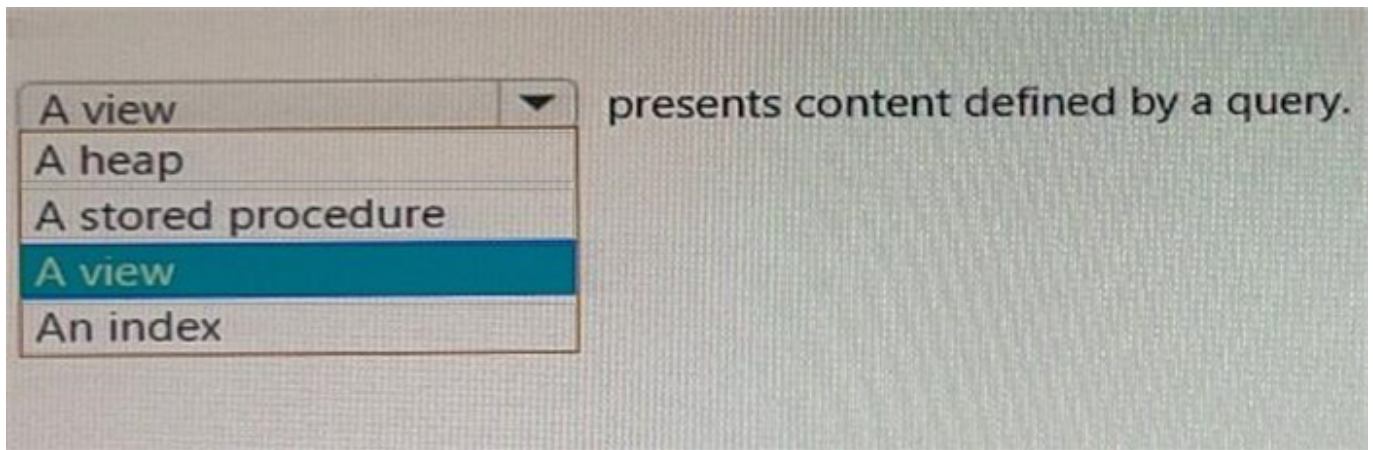 A view presents content defined by a query.
A heap
A stored procedure
A view
An index